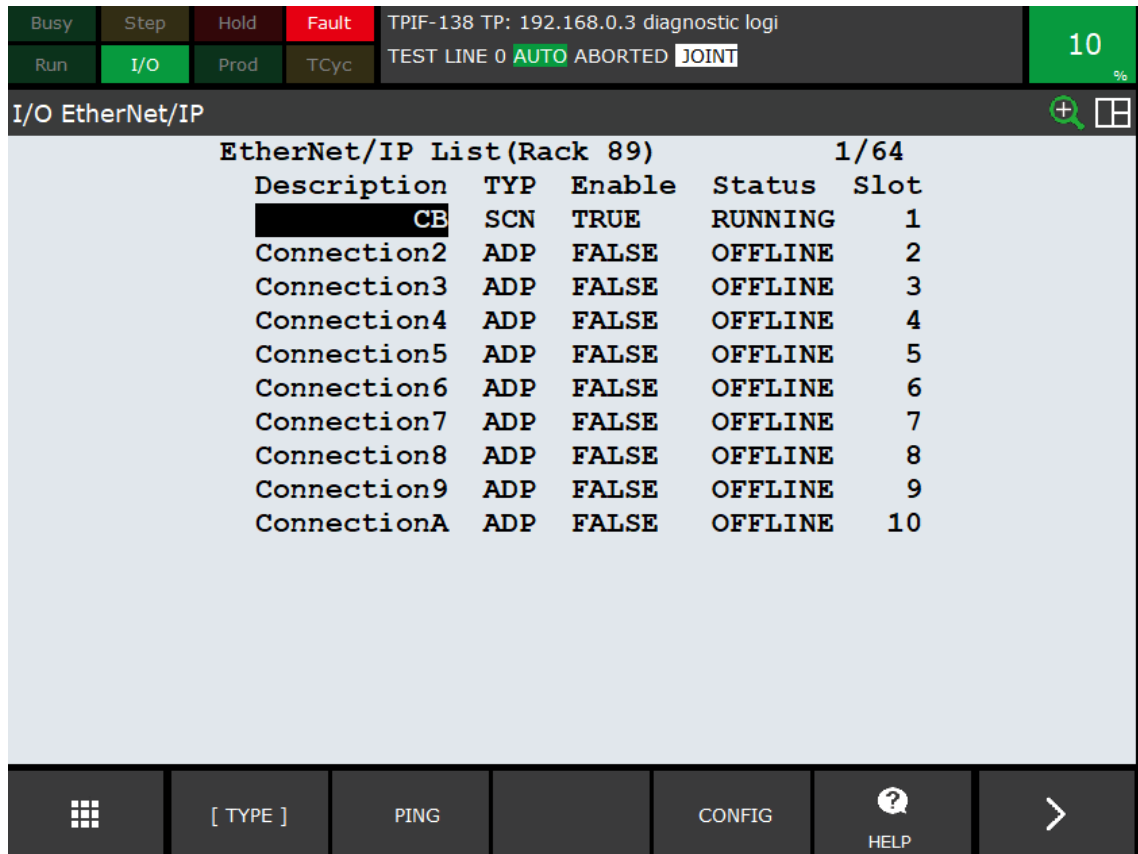 Busy Step Hold Fault TPIF-138 TP: 192.168.0.3 diagnostic logi
Run I/O Prod TCyc TEST LINE 0 AUTO ABORTED JOINT
10
%
I/O EtherNet/IP
EtherNet/IP List(Rack 89) 1/64
Description TYP Enable Status Slot
CB SCN TRUE RUNNING 1
Connection2 ADP FALSE OFFLINE 2
Connection3 ADP FALSE OFFLINE 3
Connection4 ADP FALSE OFFLINE 4
Connection5 ADP FALSE OFFLINE 5
Connection6 ADP FALSE OFFLINE 6
Connection7 ADP FALSE OFFLINE 7
Connection8 ADP FALSE OFFLINE 8
Connection9 ADP FALSE OFFLINE 9
ConnectionA ADP FALSE OFFLINE 10
[ TYPE ] PING CONFIG HELP